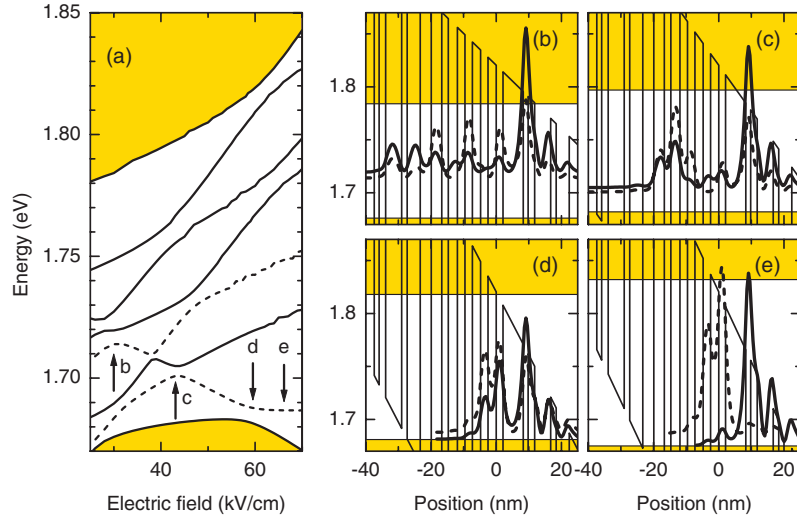 1.85
(a)
1.80
1.75
1.70
Energy (eV)
b
c
d
e
40
60
Electric field (kV/cm)
(b)
(c)
1.8
1.7
(d)
(e)
1.8
1.7
-40
-20
0
20
-40
-20
0
20
Position (nm)
Position (nm)